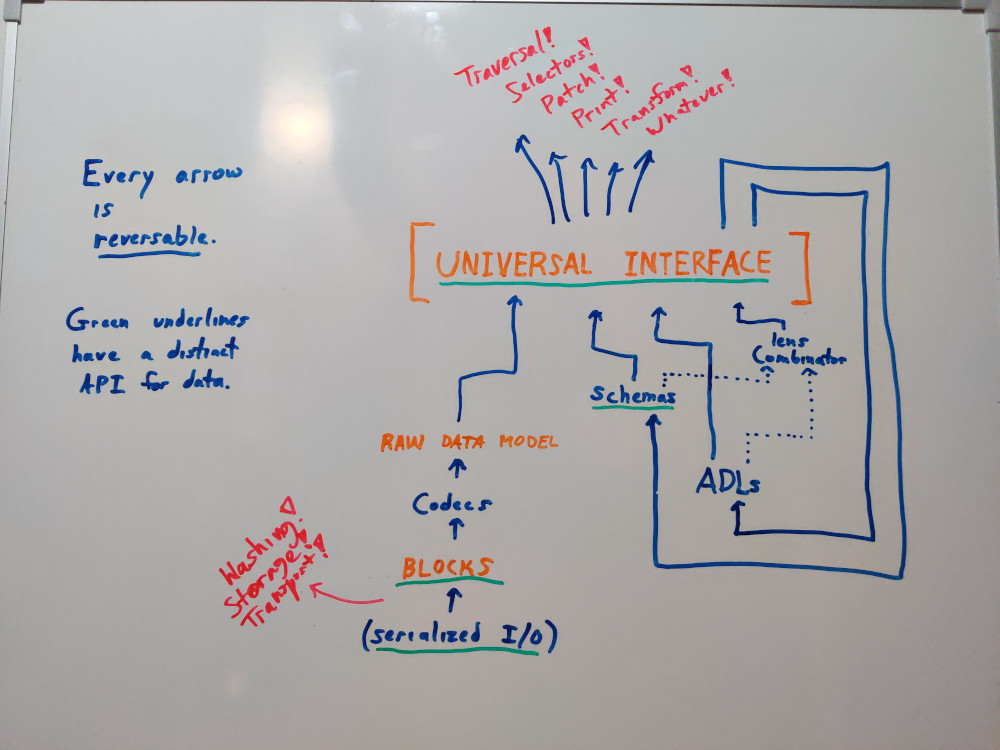 Traversal!
Selectors!
Patch!
Print!
Transform!
Whatever!
Every arrow
is
reversable.
Green underlines
have a distinct
API for data.
[UNIVERSAL INTERFACE]
lens
Combinator
Schemas
RAW DATA MODEL
ADLs
Codecs
BLOCKS
Washing!
Storage!
Transport!
(serialized I/O)